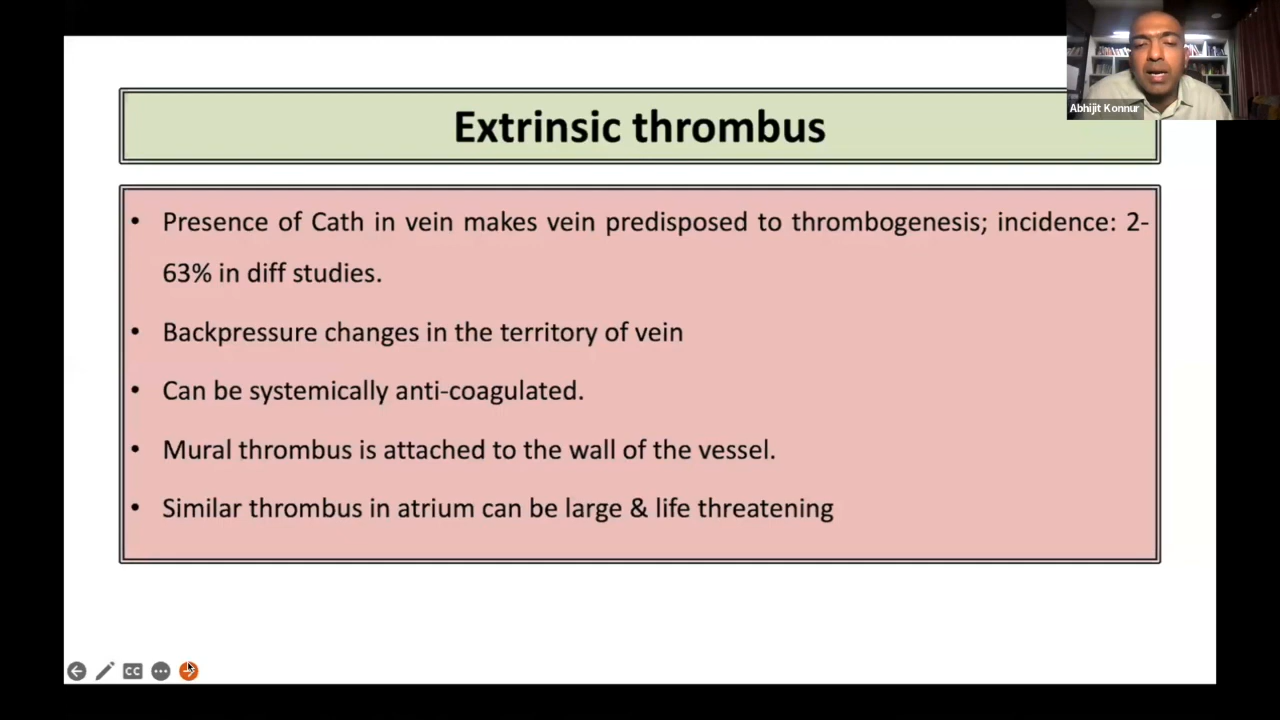 Abhijit Konnur
Extrinsic thrombus
• Presence of Cath in vein makes vein predisposed to thrombogenesis; incidence: 2-
63% in diff studies.
• Backpressure changes in the territory of vein
• Can be systemically anti-coagulated.
• Mural thrombus is attached to the wall of the vessel.
• Similar thrombus in atrium can be large & life threatening
CC